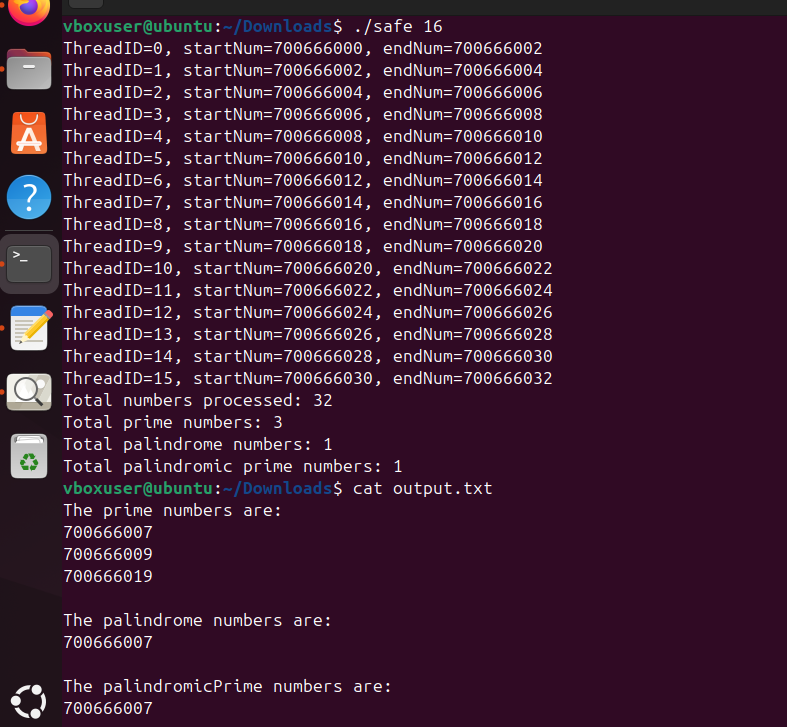 vboxuser@ubuntu:~/Downloads$ ./safe 16
ThreadID=0, startNum=700666000, endNum=700666002
ThreadID=1, startNum=700666002, endNum=700666004
ThreadID=2, startNum=700666004, endNum=700666006
ThreadID=3, startNum=700666006, endNum=700666008
ThreadID=4, startNum=700666008, endNum=700666010
ThreadID=5, startNum=700666010, endNum=700666012
ThreadID=6, startNum=700666012, endNum=700666014
ThreadID=7, startNum=700666014, endNum=700666016
ThreadID=8, startNum=700666016, endNum=700666018
ThreadID=9, startNum=700666018, endNum=700666020
ThreadID=10, startNum=700666020, endNum=700666022
ThreadID=11, startNum=700666022, endNum=700666024
ThreadID=12, startNum=700666024, endNum=700666026
ThreadID=13, startNum=700666026, endNum=700666028
ThreadID=14, startNum=700666028, endNum=700666030
ThreadID=15, startNum=700666030, endNum=700666032
Total numbers processed: 32
Total prime numbers: 3
Total palindrome numbers: 1
Total palindromic prime numbers: 1
vboxuser@ubuntu:~/Downloads$ cat output.txt
The prime numbers are:
700666007
700666009
700666019

The palindrome numbers are:
700666007

The palindromicPrime numbers are:
700666007